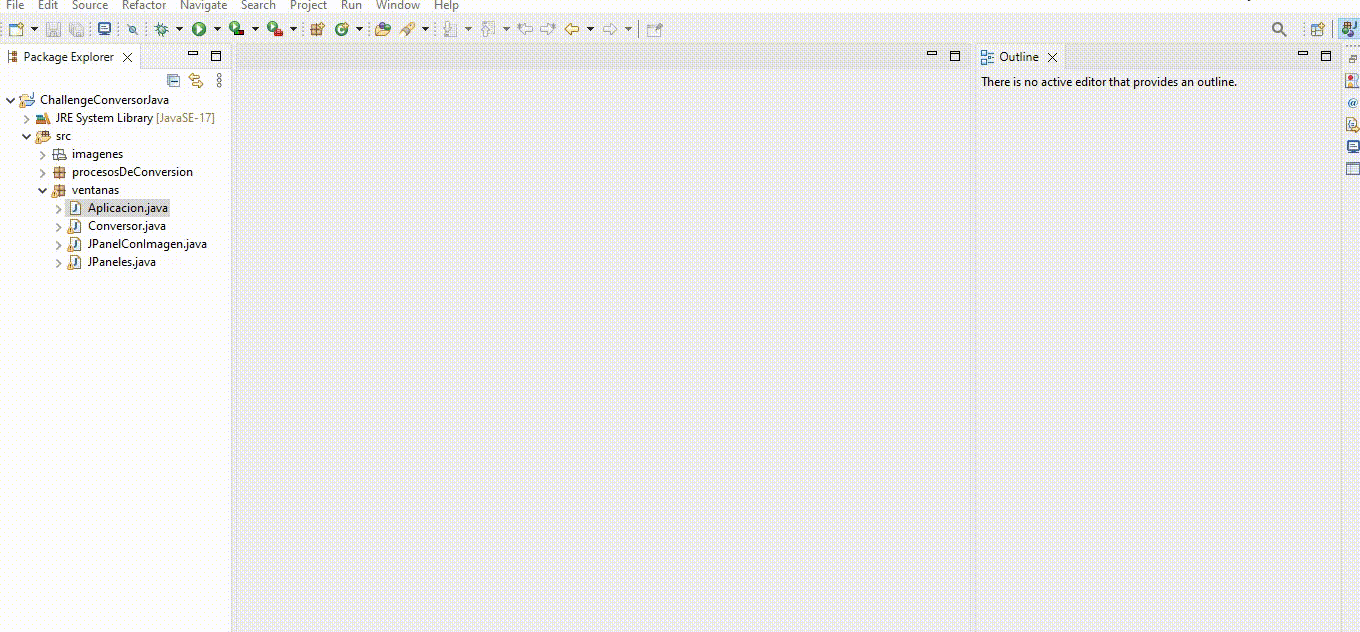 File Edit Source Refactor Navigate Search Project Run Window Help
Package Explorer
Outline
There is no active editor that provides an outline.
ChallengeConversorJava
JRE System Library [JavaSE-17]
src
imagenes
procesosDeConversion
ventanas
Aplicacion.java
Conversor.java
JPanelConImagen.java
JPaneles.java